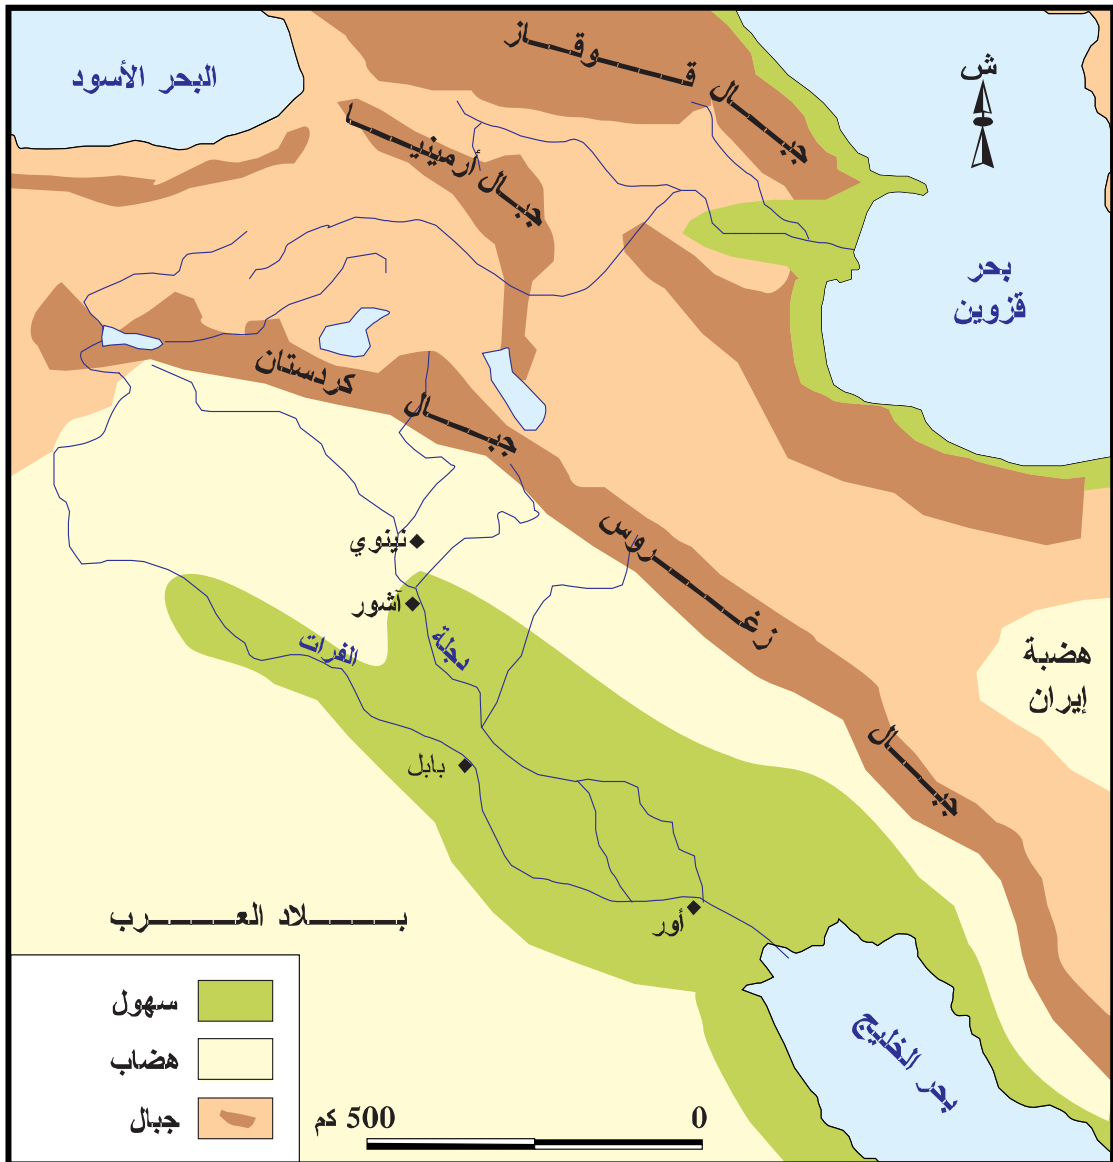 جبال قوقاز
البحر الأسود
ش
جبال أرمينيا
بحر
قزوين
جبال كردستان
نينوي
آشور
جبال زغروس
دجلة
الفرات
هضبة
إيران
بابل
بلاد العرب
أور
بحر الخليج
سهول
هضاب
جبال
0
500 كم